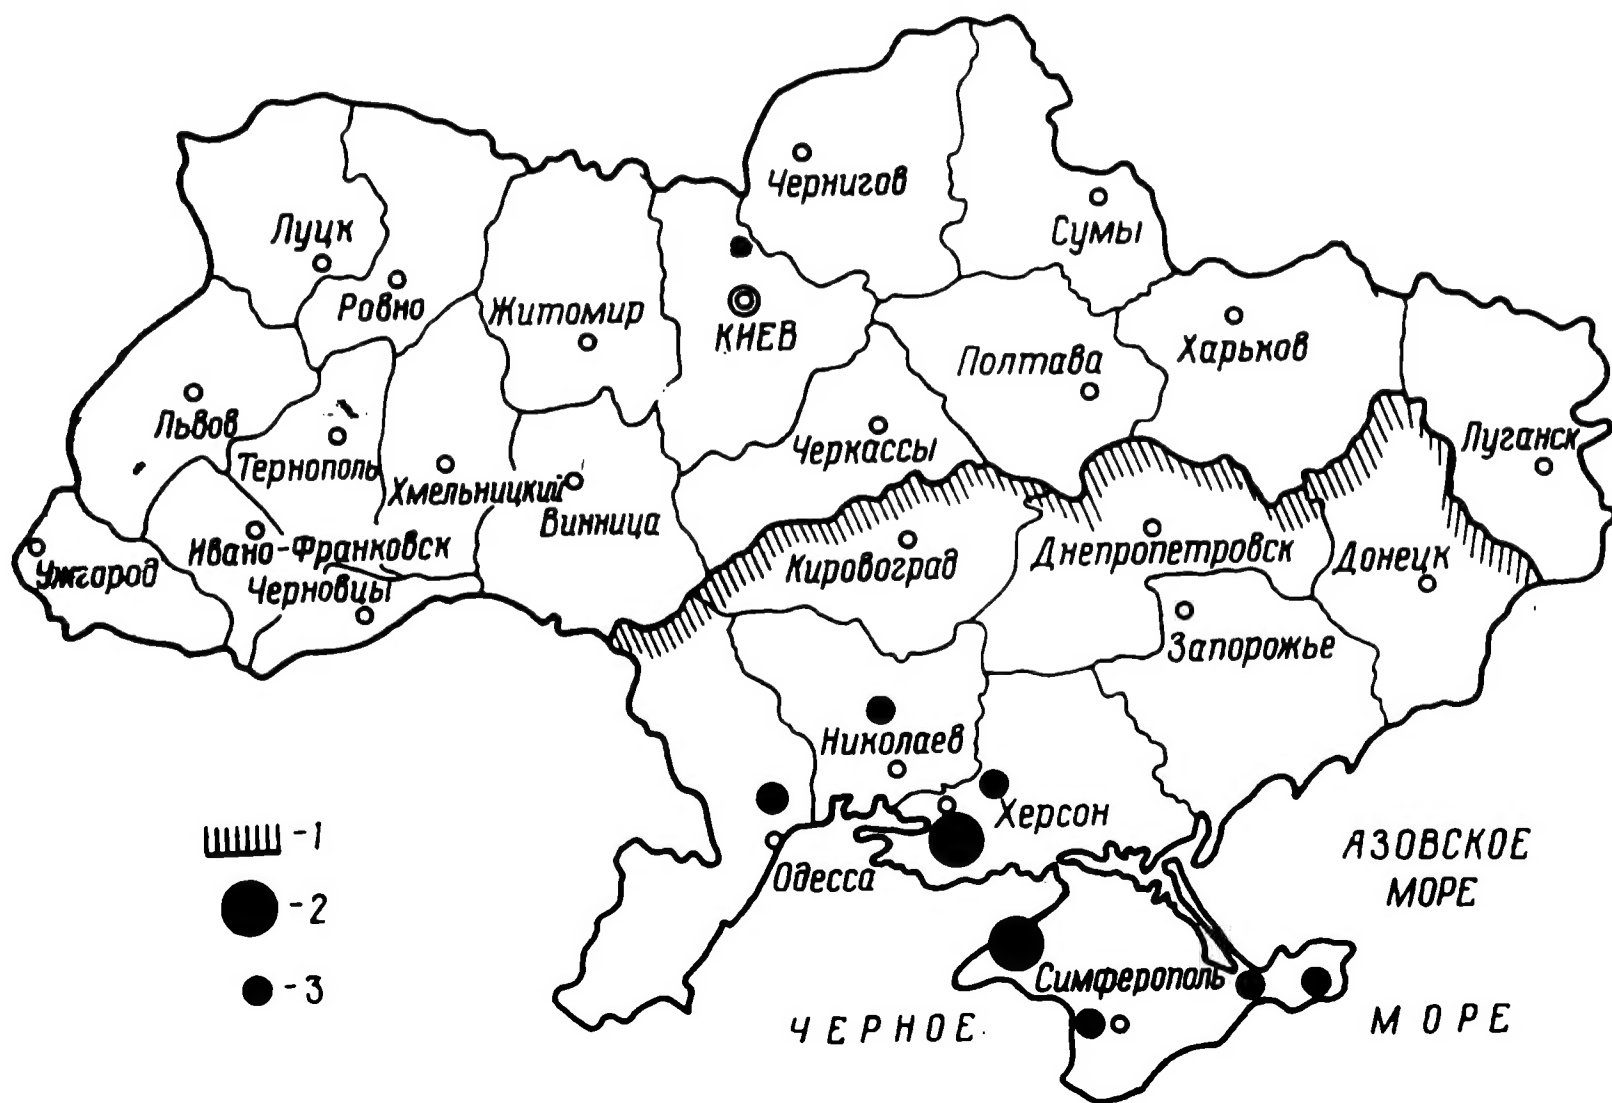 Чернигов
Сумы
Луцк
Ровно
Житомир
КНЕВ
Полтава
Харьков
Львов
Тернополь
Хмельницкий
Винница
Черкассы
Луганск
Ужгород
Ивано-Франковск
Черновцы
Кировоград
Днепропетровск
Донецк
Запорожье
Николаев
Херсон
Одесса
Симферополь
АЗОВСКОЕ
МОРЕ
ЧЕРНОЕ
МОРЕ
-1
-2
-3